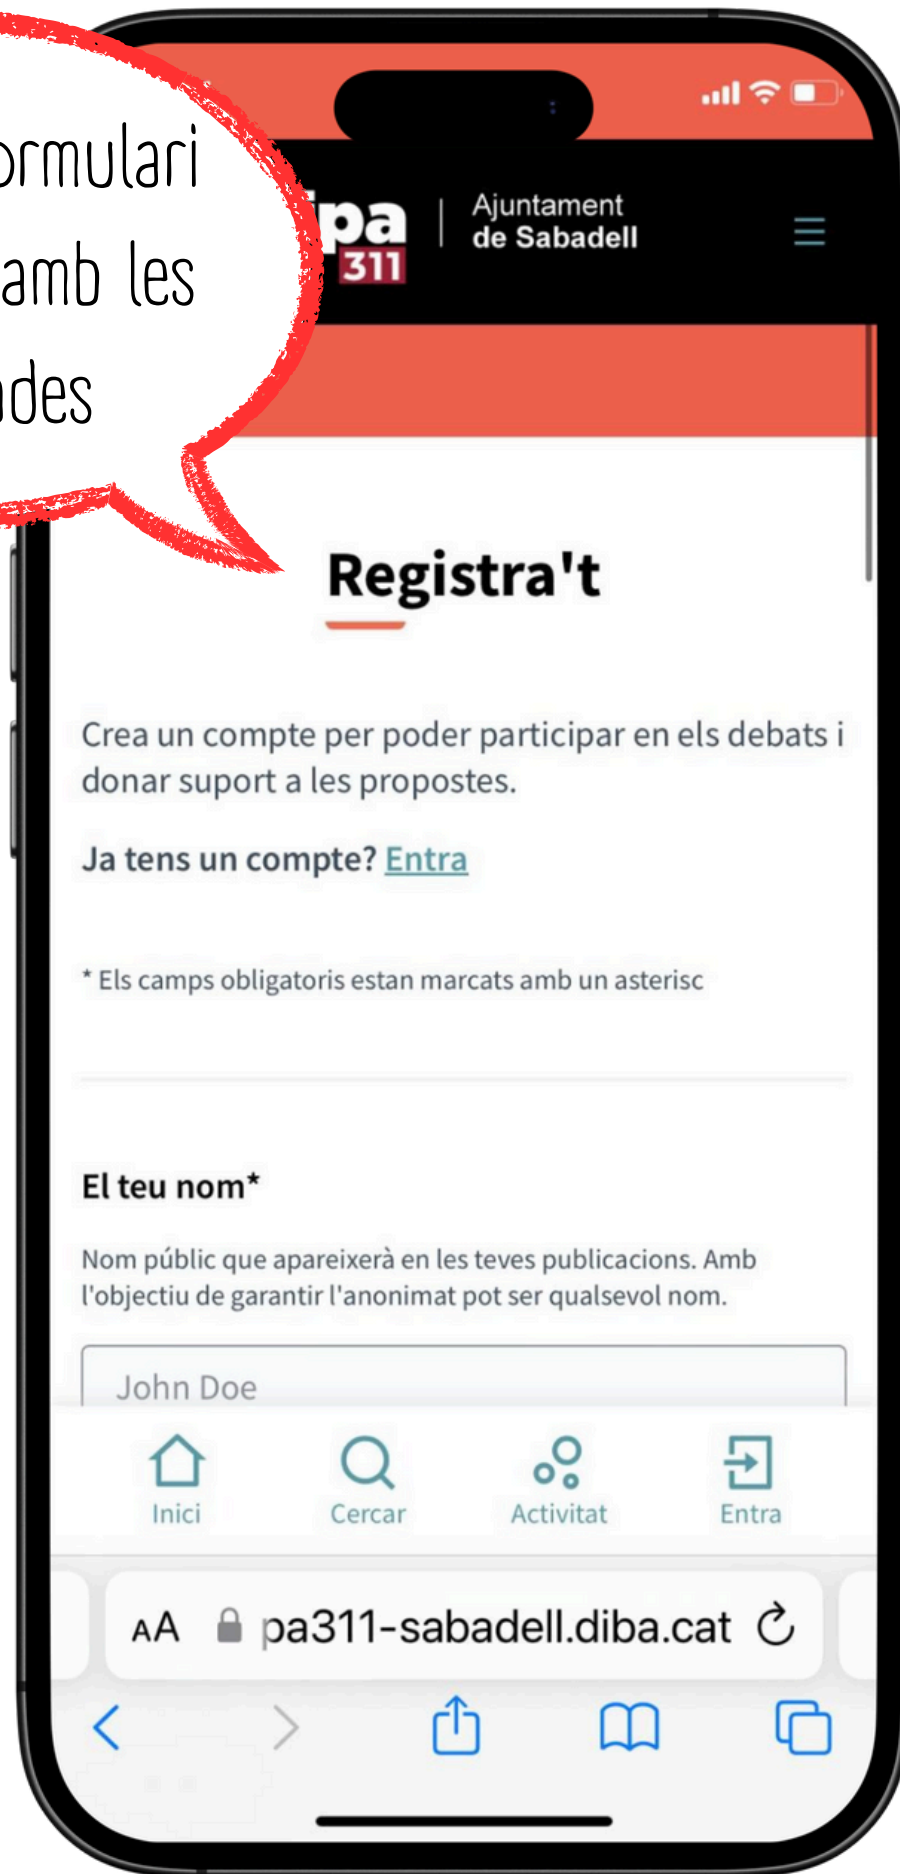 ormulari
amb les
des
pa
311
Ajuntament
de Sabadell
Registra't
Crea un compte per poder participar en els debats i
donar suport a les propostes.
Ja tens un compte? Entra
* Els camps obligatoris estan marcats amb un asterisc
El teu nom*
Nom públic que apareixerà en les teves publicacions. Amb
l'objectiu de garantir l'anonimat pot ser qualsevol nom.
John Doe
Inici
Cercar
Activitat
Entra
AA pa311-sabadell.diba.cat